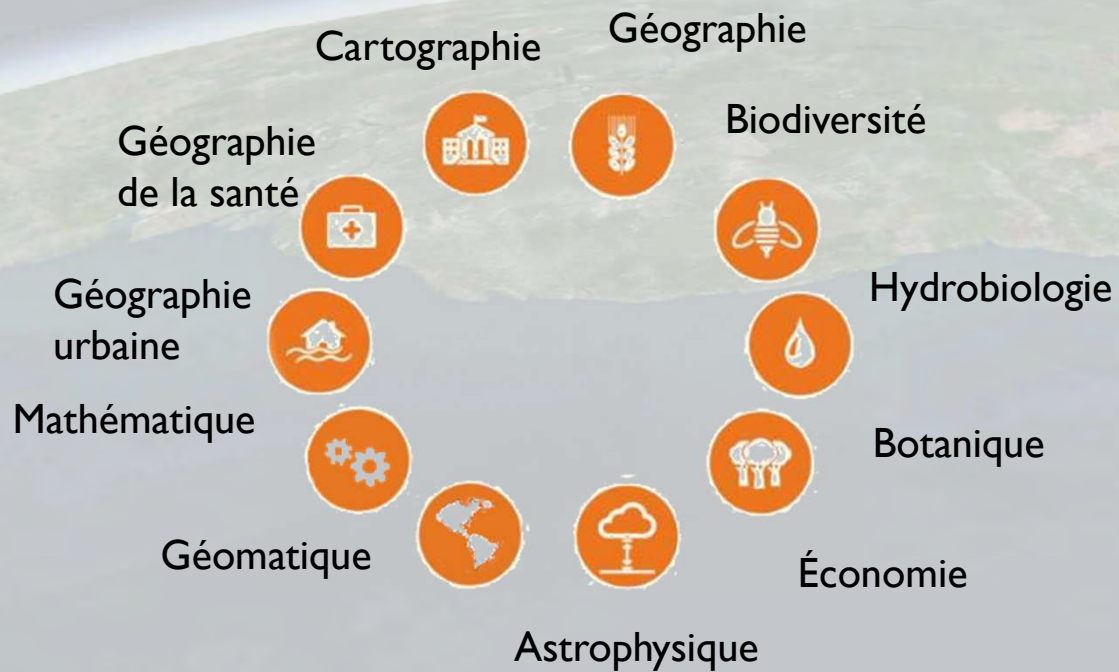 Cartographie
Géographie
Biodiversité
Géographie
de la santé
Hydrobiologie
Géographie
urbaine
Mathématique
Botanique
Géomatique
Économie
Astrophysique